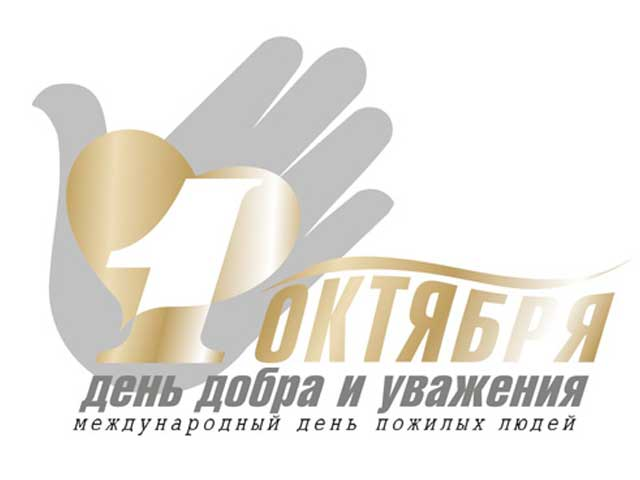 1 ОКТЯБРЯ
день добра и уважения
международный день пожилых людей